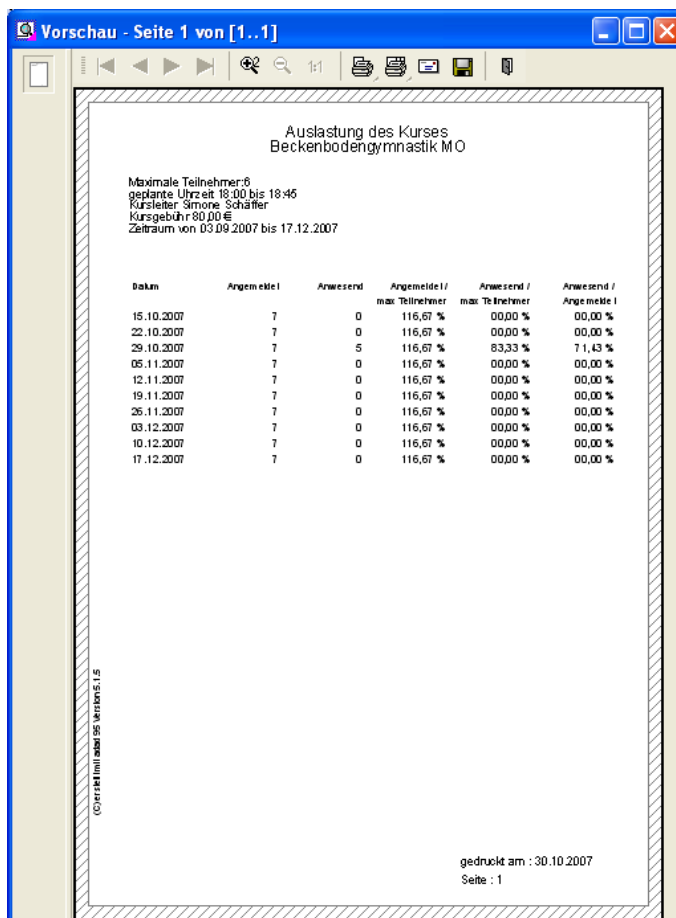 Vorschau - Seite 1 von [1..1]
1:1
Auslastung des Kurses
Beckenbodengymnastik MO
Maximale Teilnehmer:6
geplante Uhrzeit 18:00 bis 18:45
Kursleiter Simone Schäffer
Kursgebühr 80,00 €
Zeitraum von 03.09.2007 bis 17.12.2007
Datum Angemeldet Anwesend Angemeldet / Anwesend / Anwesend /
max Teilnehmer max Teilnehmer Angemeldet
15.10.2007 7 0 116,67 % 00,00 % 00,00 %
22.10.2007 7 0 116,67 % 00,00 % 00,00 %
29.10.2007 7 5 116,67 % 83,33 % 71,43 %
05.11.2007 7 0 116,67 % 00,00 % 00,00 %
12.11.2007 7 0 116,67 % 00,00 % 00,00 %
19.11.2007 7 0 116,67 % 00,00 % 00,00 %
26.11.2007 7 0 116,67 % 00,00 % 00,00 %
03.12.2007 7 0 116,67 % 00,00 % 00,00 %
10.12.2007 7 0 116,67 % 00,00 % 00,00 %
17.12.2007 7 0 116,67 % 00,00 % 00,00 %
(C) erstellt mit adad 95 Version 5.1.5
gedruckt am : 30.10.2007
Seite : 1